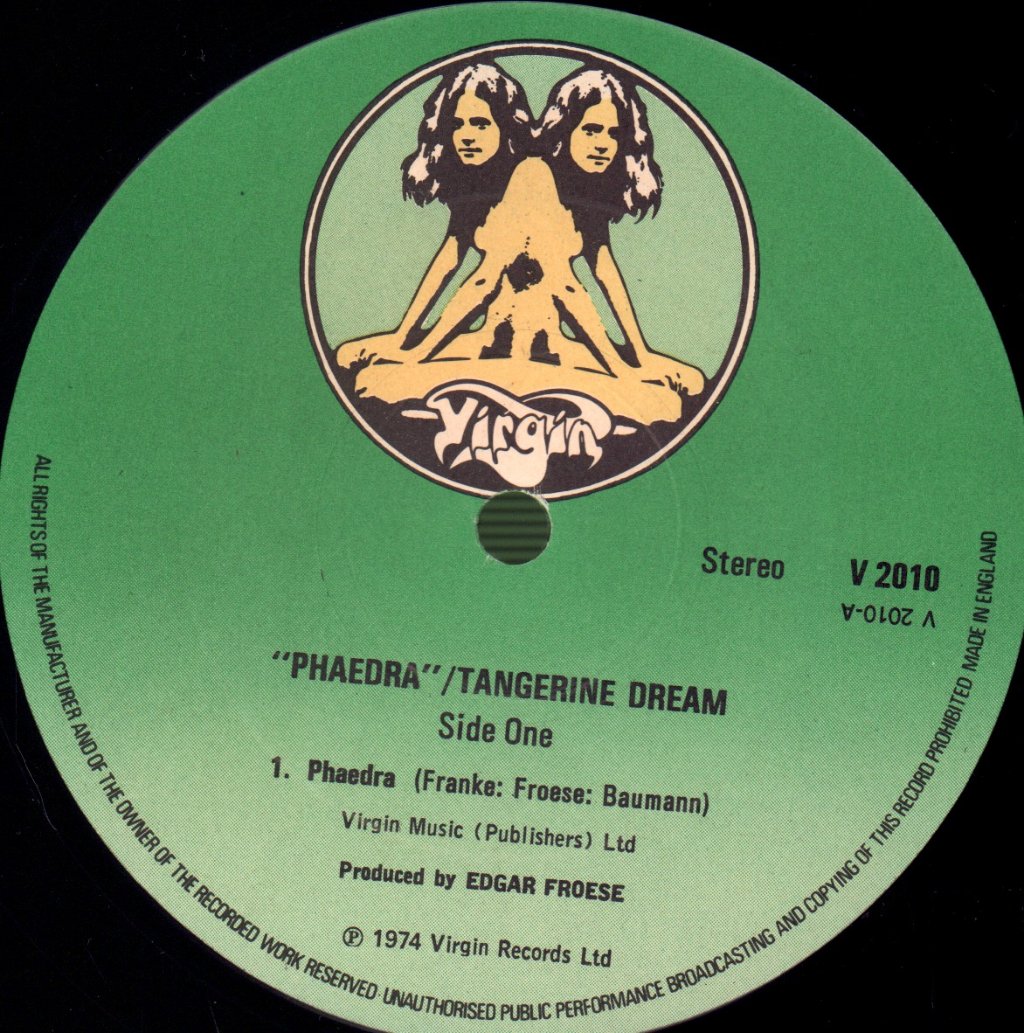 Virgin
Stereo V 2010
V 2010-A
"PHAEDRA"/TANGERINE DREAM
Side One
1. Phaedra (Franke: Froese: Baumann)
Virgin Music (Publishers) Ltd
Produced by EDGAR FROESE
℗ 1974 Virgin Records Ltd
ALL RIGHTS OF THE MANUFACTURER AND OF THE OWNER OF THE RECORDED WORK RESERVED UNAUTHORISED PUBLIC PERFORMANCE BROADCASTING AND COPYING OF THIS RECORD PROHIBITED MADE IN ENGLAND